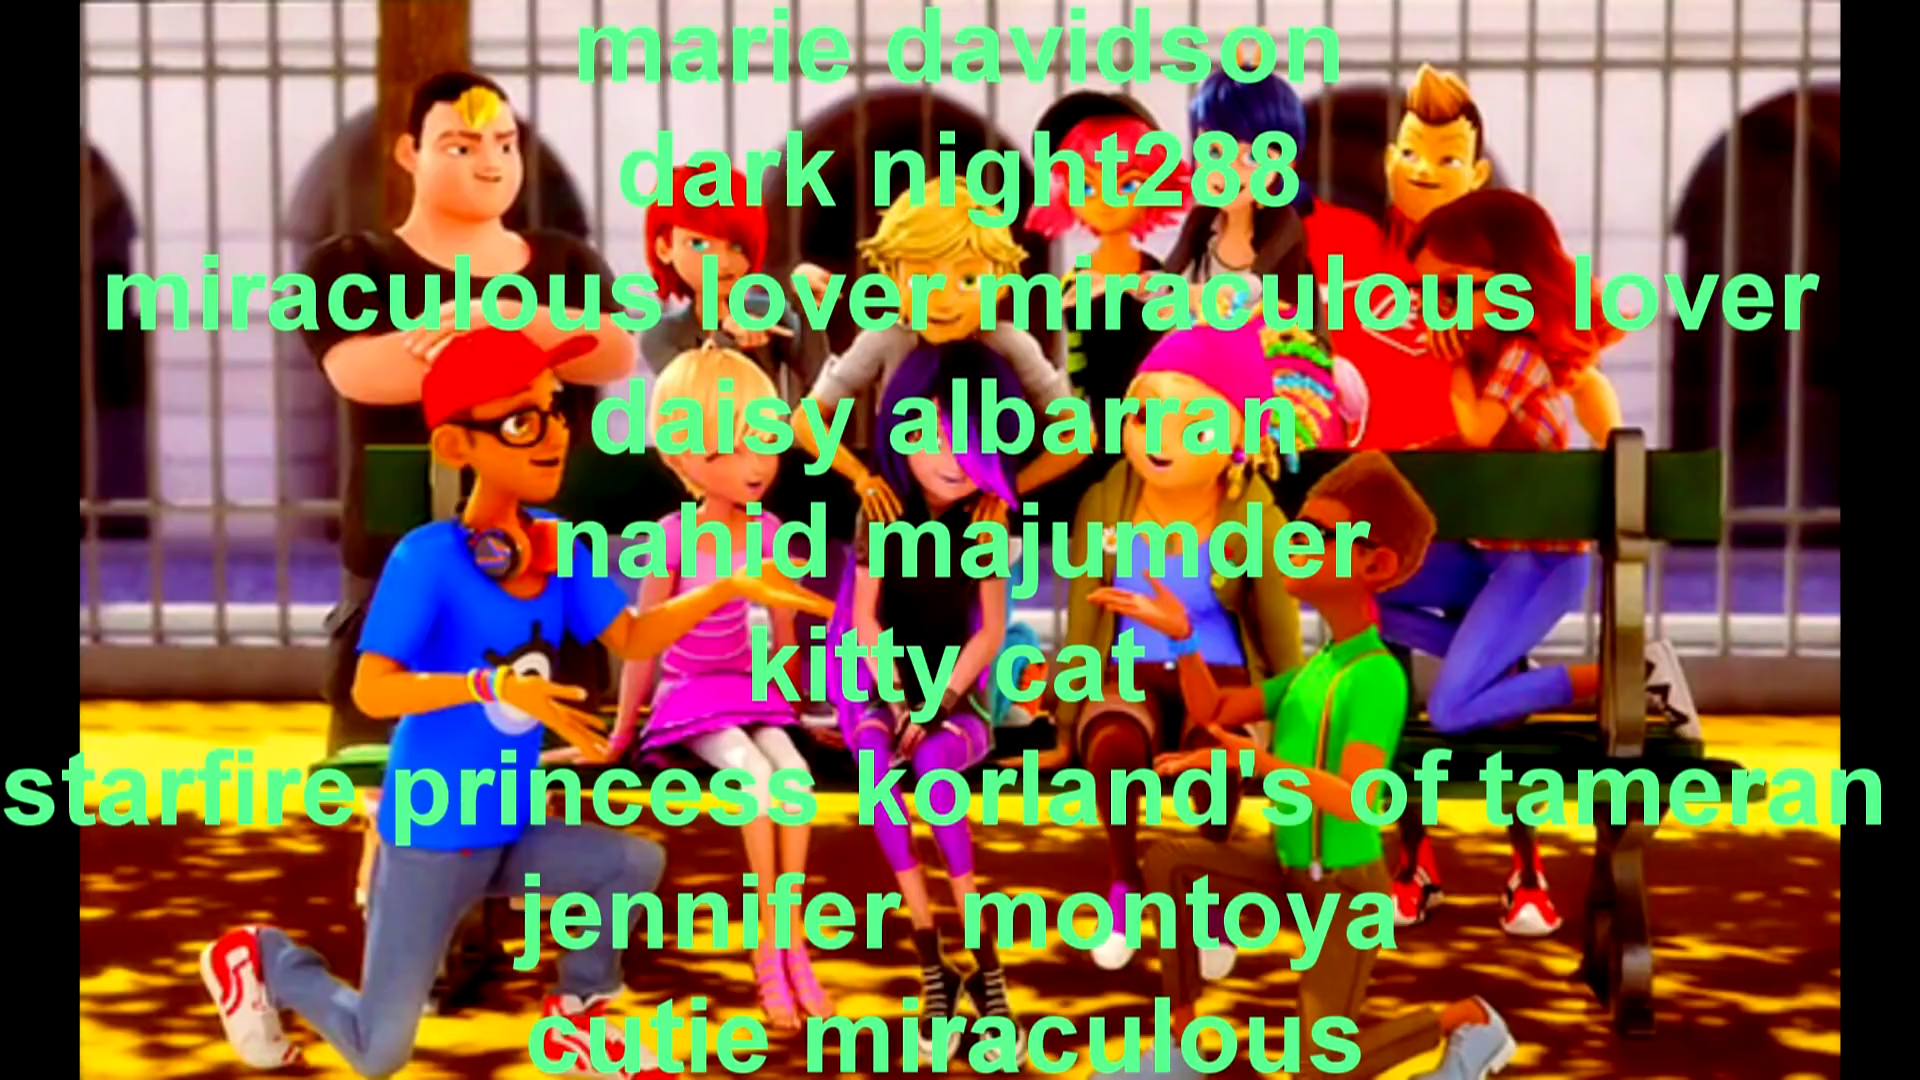 marie davidson
dark night288
miraculous lover miraculous lover
daisy albarran
nahid majumder
kitty cat
starfire princess korland's of tameran
jennifer  montoya
cutie miraculous